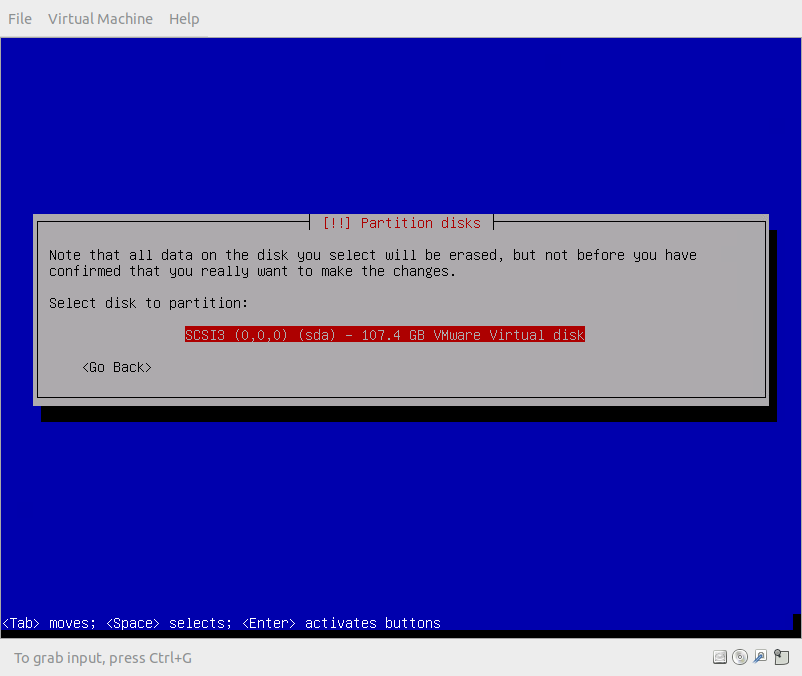 File Virtual Machine Help
[!!] Partition disks
Note that all data on the disk you select will be erased, but not before you have
confirmed that you really want to make the changes.
Select disk to partition:
SCSI3 (0,0,0) (sda) - 107.4 GB VMware Virtual disk
<Go Back>
<Tab> moves; <Space> selects; <Enter> activates buttons
To grab input, press Ctrl+G